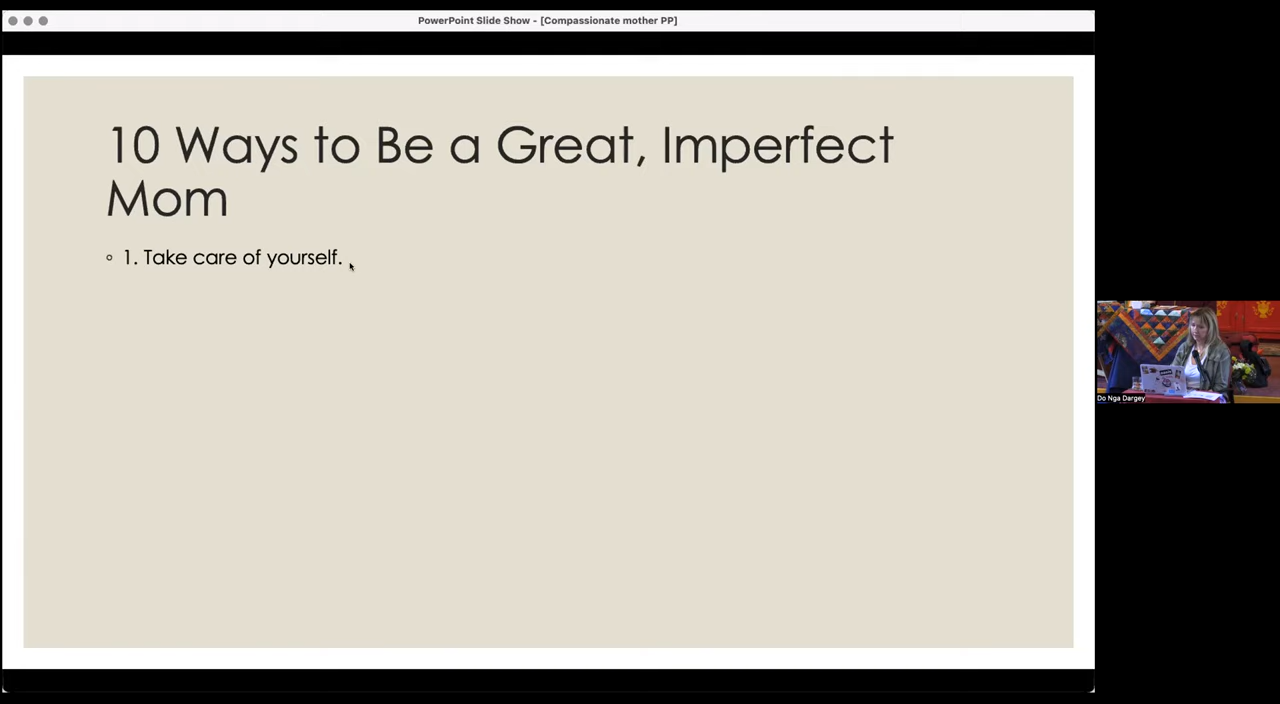 PowerPoint Slide Show - [Compassionate mother PP]
10 Ways to Be a Great, Imperfect
Mom
1. Take care of yourself.
Do Nga Dargey